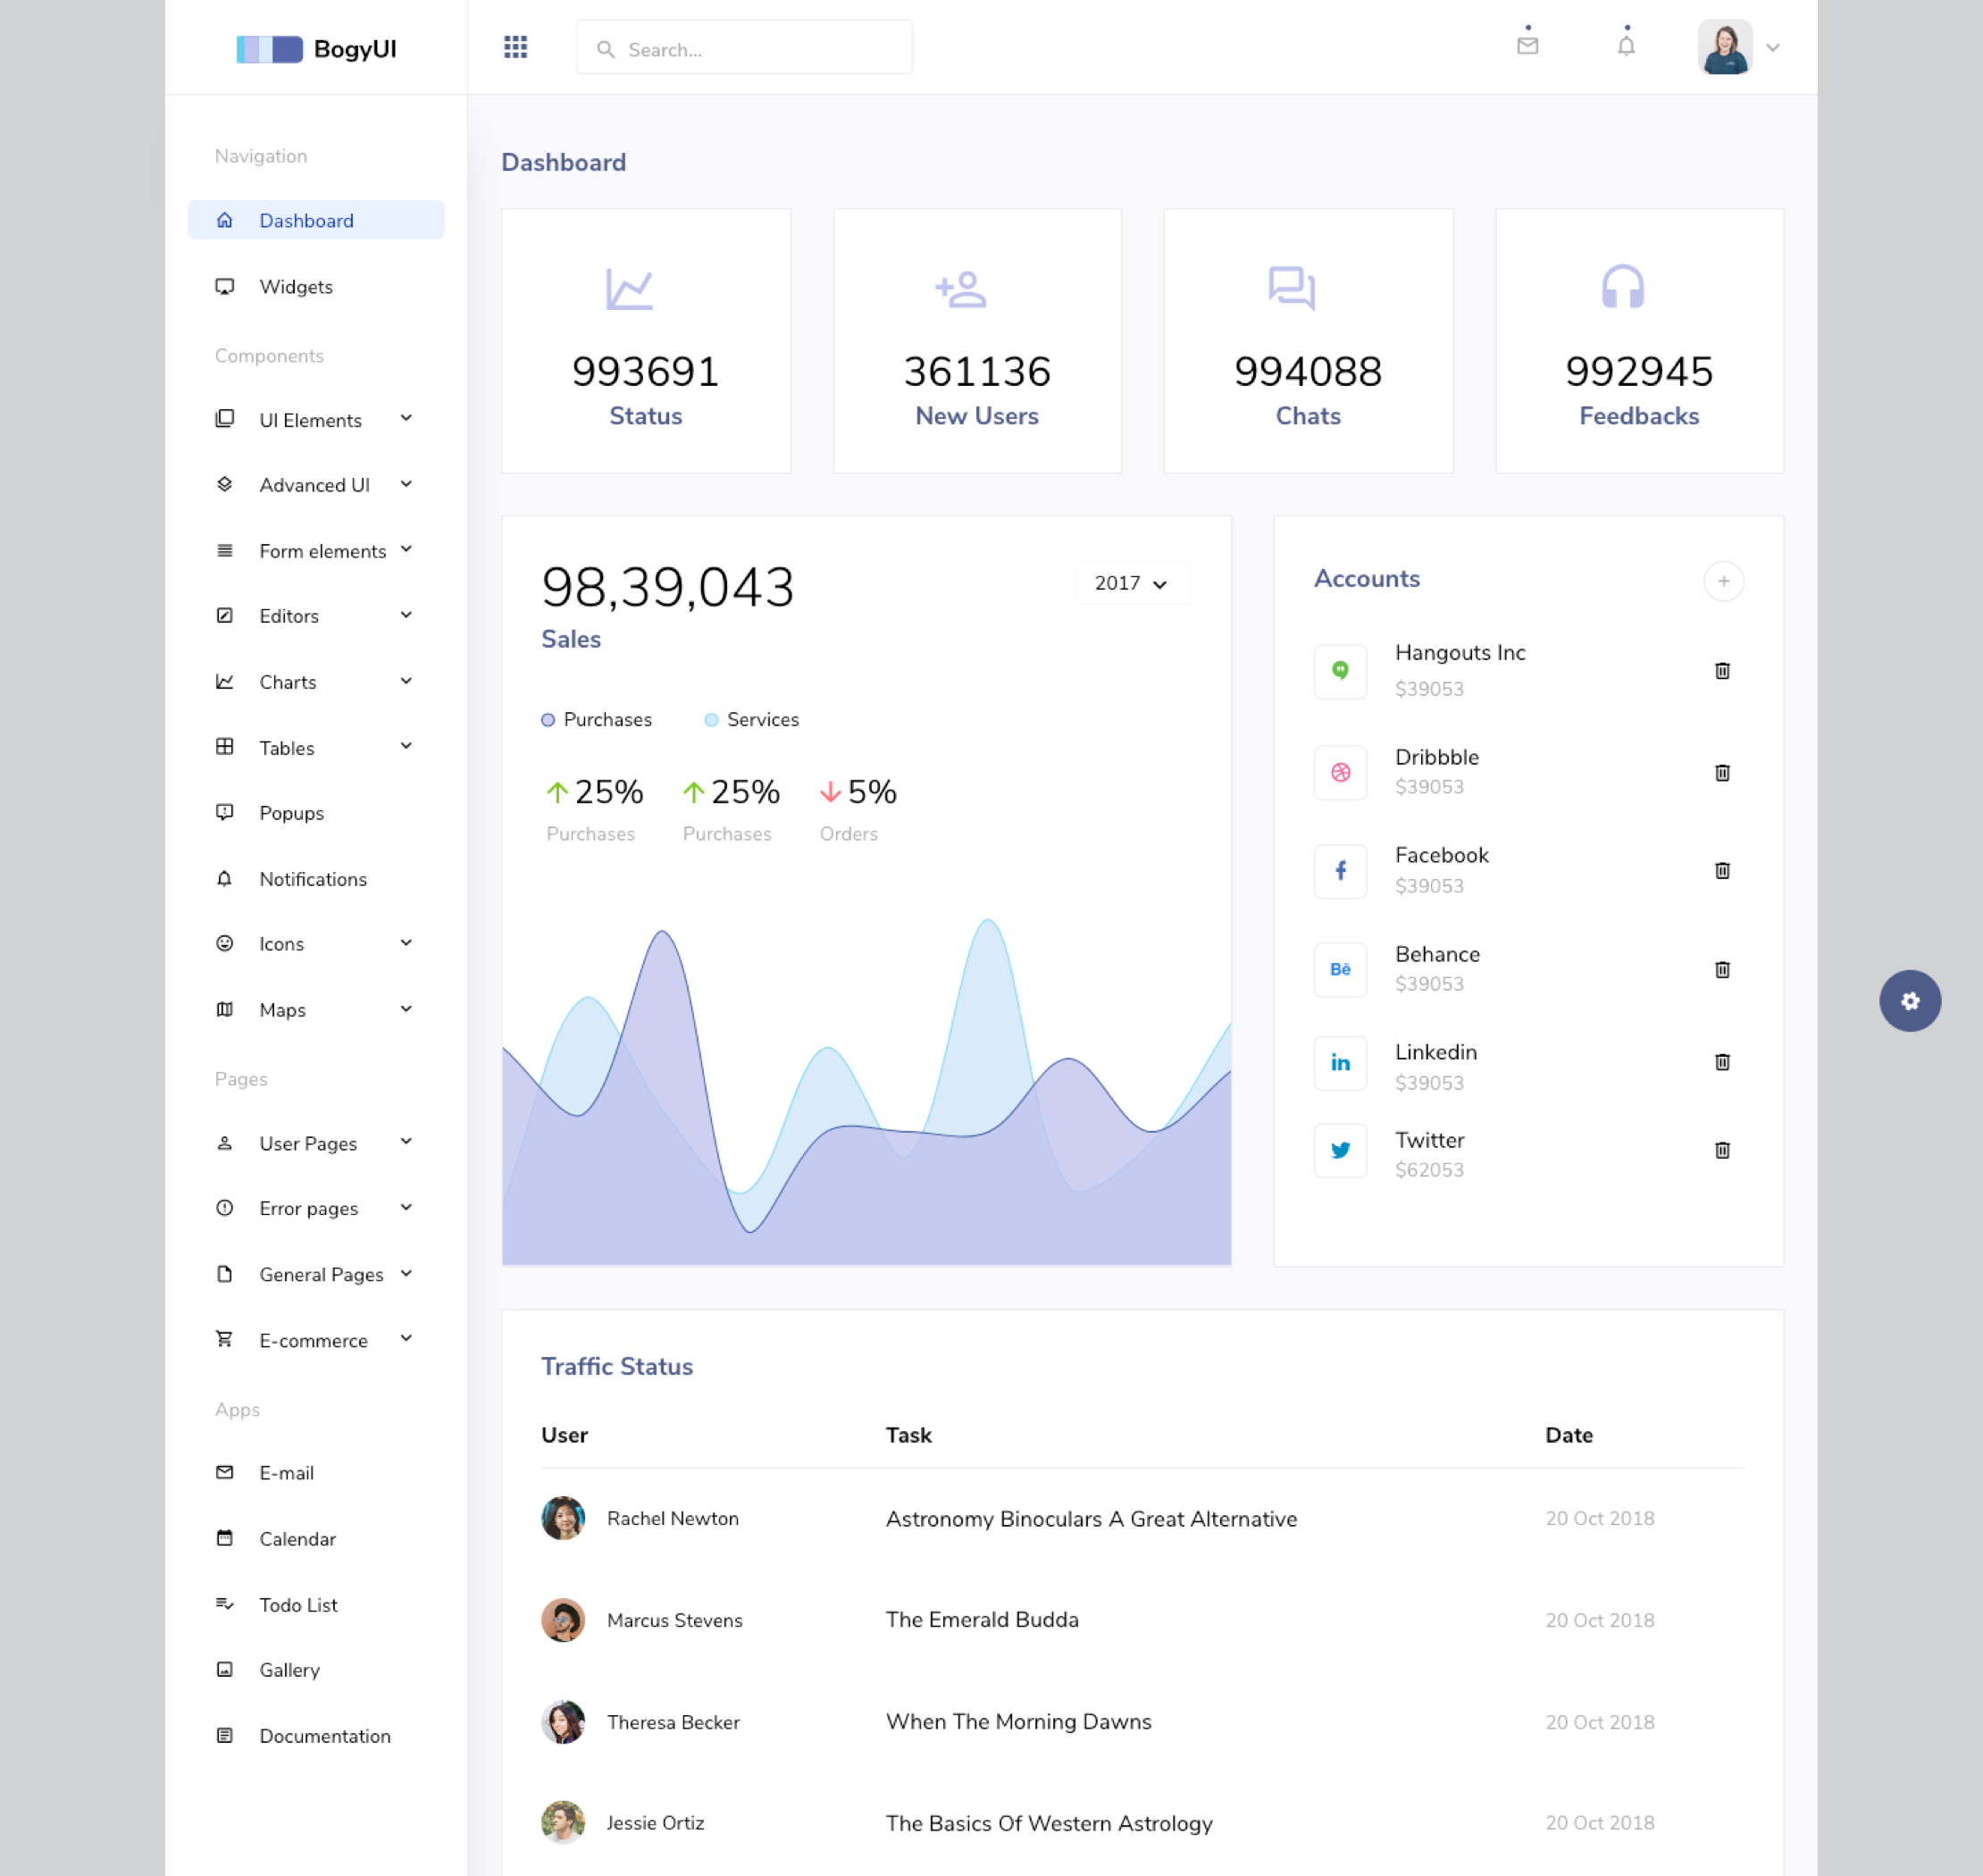 BogyUI
Search...
Navigation
Dashboard
Widgets
Components
UI Elements
Advanced UI
Form elements
Editors
Charts
Tables
Popups
Notifications
Icons
Maps
Pages
User Pages
Error pages
General Pages
E-commerce
Apps
E-mail
Calendar
Todo List
Gallery
Documentation
Dashboard
993691
Status
361136
New Users
994088
Chats
992945
Feedbacks
98,39,043
2017
Sales
Purchases Services
25% 25% 5%
Purchases Purchases Orders
Accounts
Hangouts Inc
$39053
Dribbble
$39053
Facebook
$39053
Bē
Behance
$39053
in
Linkedin
$39053
Twitter
$62053
Traffic Status
User Task Date
Rachel Newton Astronomy Binoculars A Great Alternative 20 Oct 2018
Marcus Stevens The Emerald Budda 20 Oct 2018
Theresa Becker When The Morning Dawns 20 Oct 2018
Jessie Ortiz The Basics Of Western Astrology 20 Oct 2018